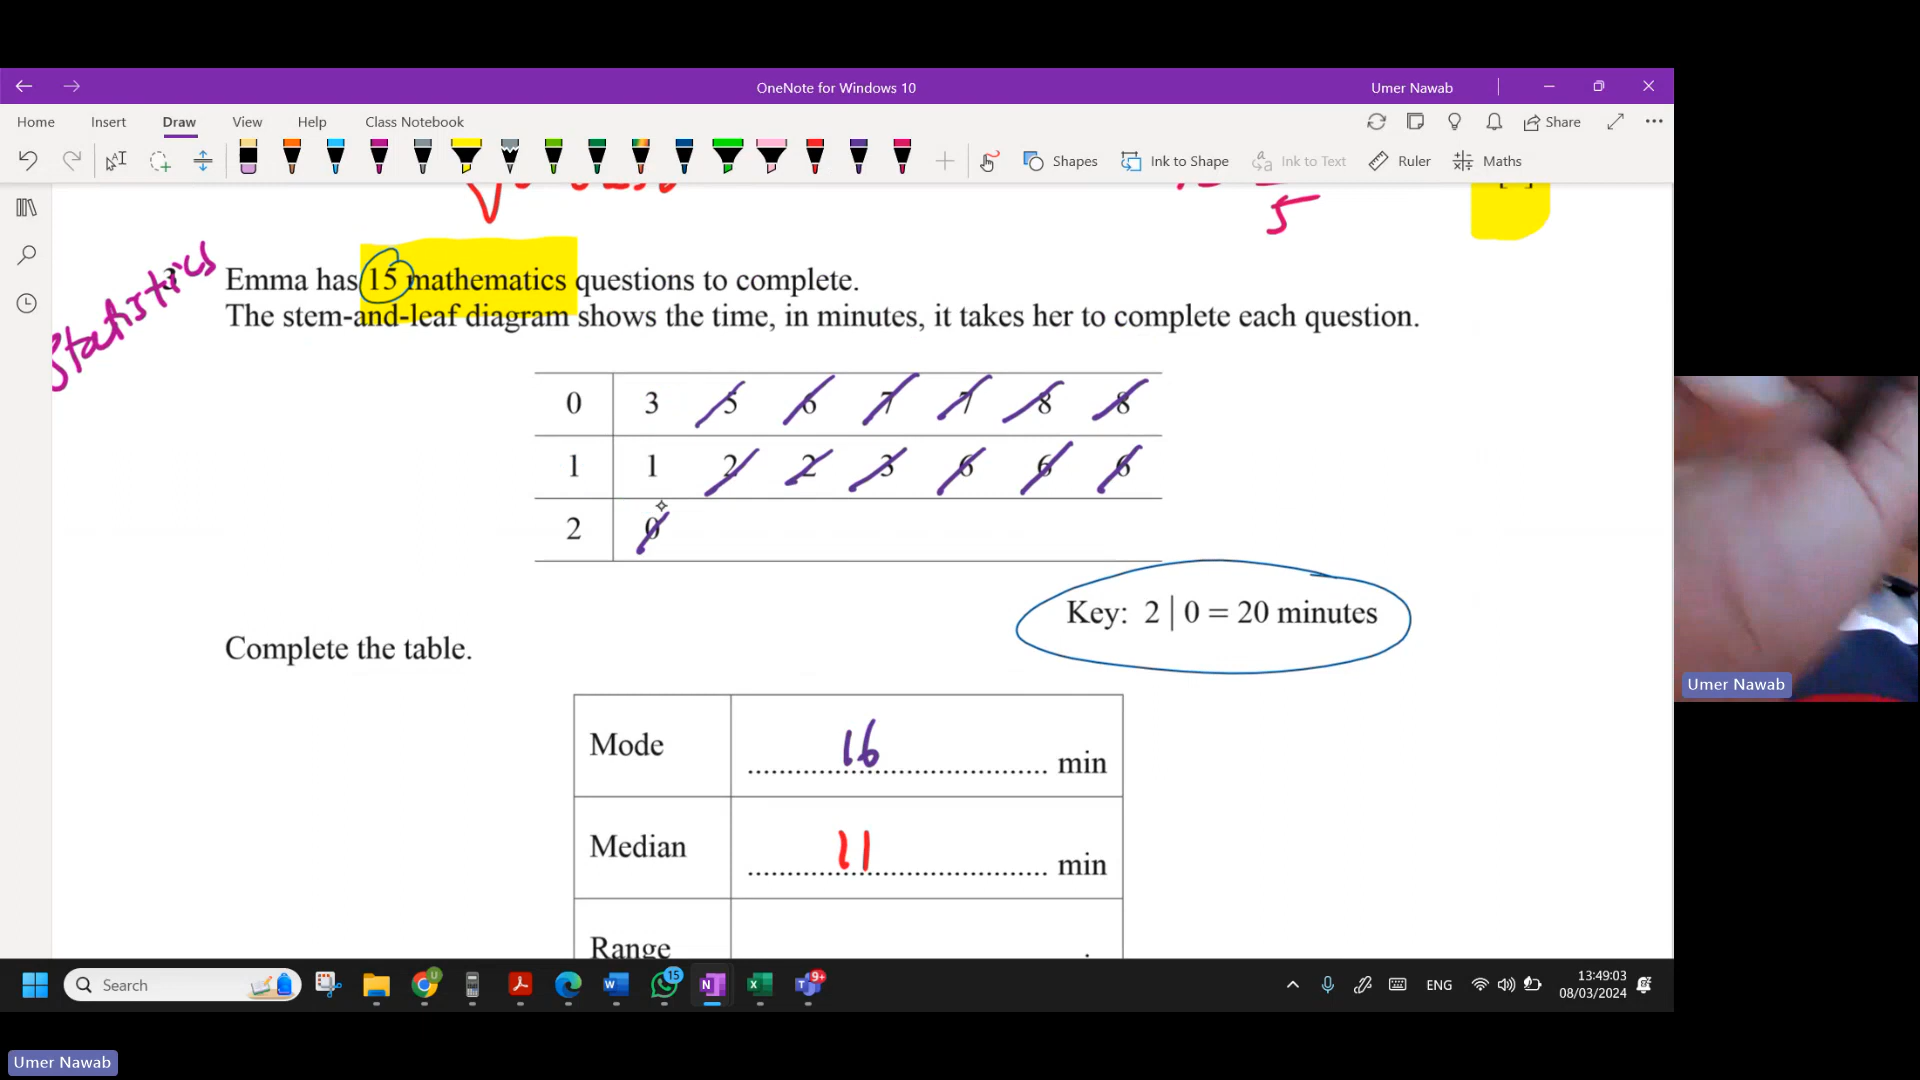 OneNote for Windows 10
Umer Nawab
Home Insert Draw View Help Class Notebook
Share
Shapes Ink to Shape Ink to Text Ruler Maths
5
Statistics
3 Emma has 15 mathematics questions to complete.
The stem-and-leaf diagram shows the time, in minutes, it takes her to complete each question.
0 3 5 6 7 7 8 8
1 1 2 2 3 6 6 6
2 0
Key: 2 | 0 = 20 minutes
Complete the table.
Mode 16 min
Median 11 min
Range
Umer Nawab
Search
U
15
9+
ENG
13:49:03
08/03/2024
Umer Nawab